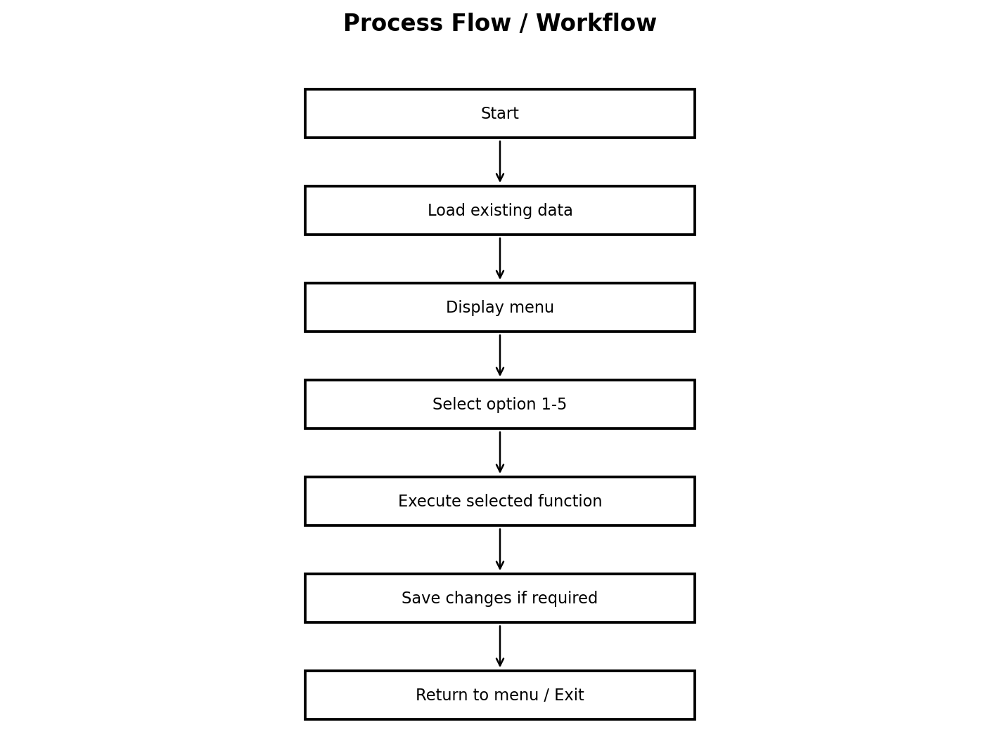 Process Flow / Workflow
Start
Load existing data
Display menu
Select option 1-5
Execute selected function
Save changes if required
Return to menu / Exit